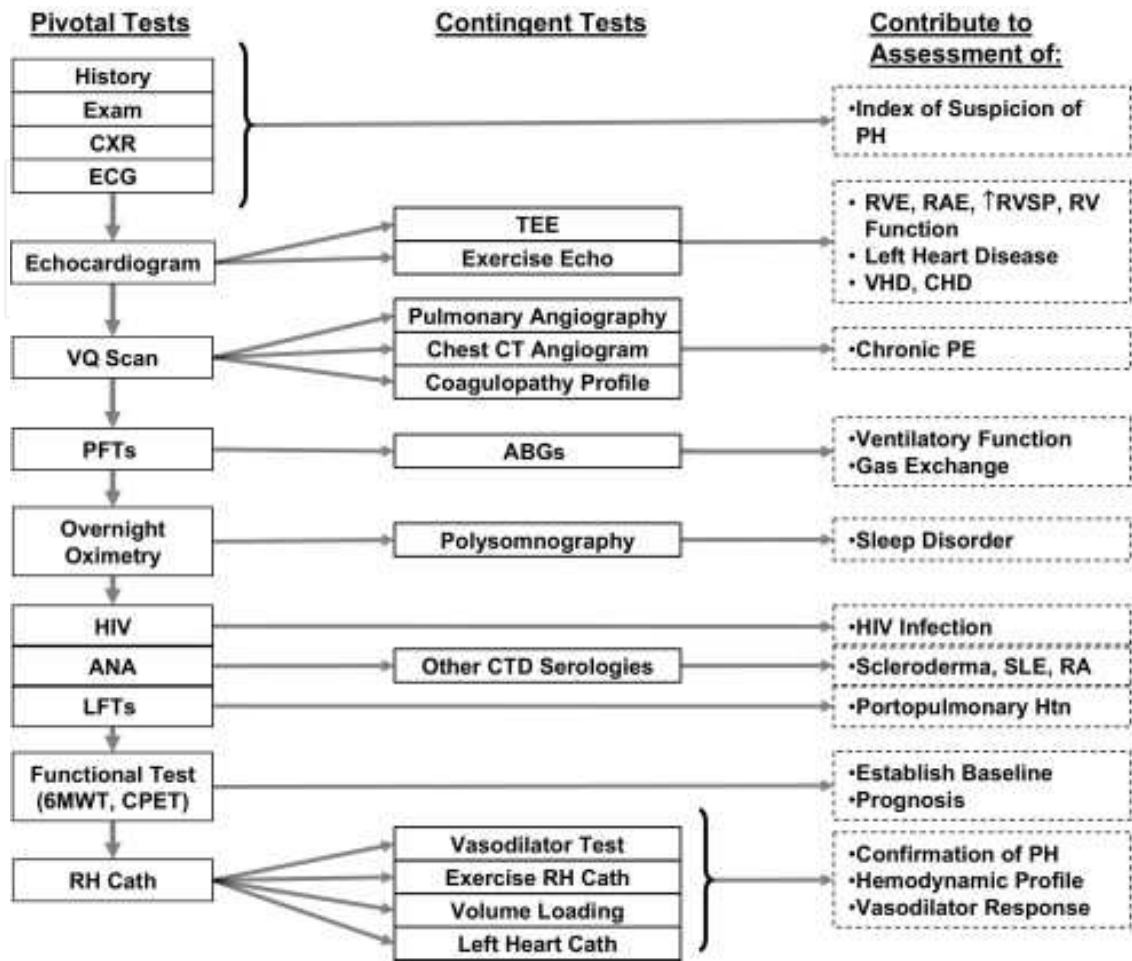 Pivotal Tests
Contingent Tests
Contribute to
Assessment of:
History
Exam
CXR
ECG
•Index of Suspicion of
PH
Echocardiogram
TEE
Exercise Echo
• RVE, RAE, ↑RVSP, RV
Function
• Left Heart Disease
• VHD, CHD
VQ Scan
Pulmonary Angiography
Chest CT Angiogram
Coagulopathy Profile
•Chronic PE
PFTs
ABGs
•Ventilatory Function
•Gas Exchange
Overnight
Oximetry
Polysomnography
•Sleep Disorder
HIV
•HIV Infection
ANA
Other CTD Serologies
•Scleroderma, SLE, RA
LFTs
•Portopulmonary Htn
Functional Test
(6MWT, CPET)
•Establish Baseline
•Prognosis
RH Cath
Vasodilator Test
Exercise RH Cath
Volume Loading
Left Heart Cath
•Confirmation of PH
•Hemodynamic Profile
•Vasodilator Response